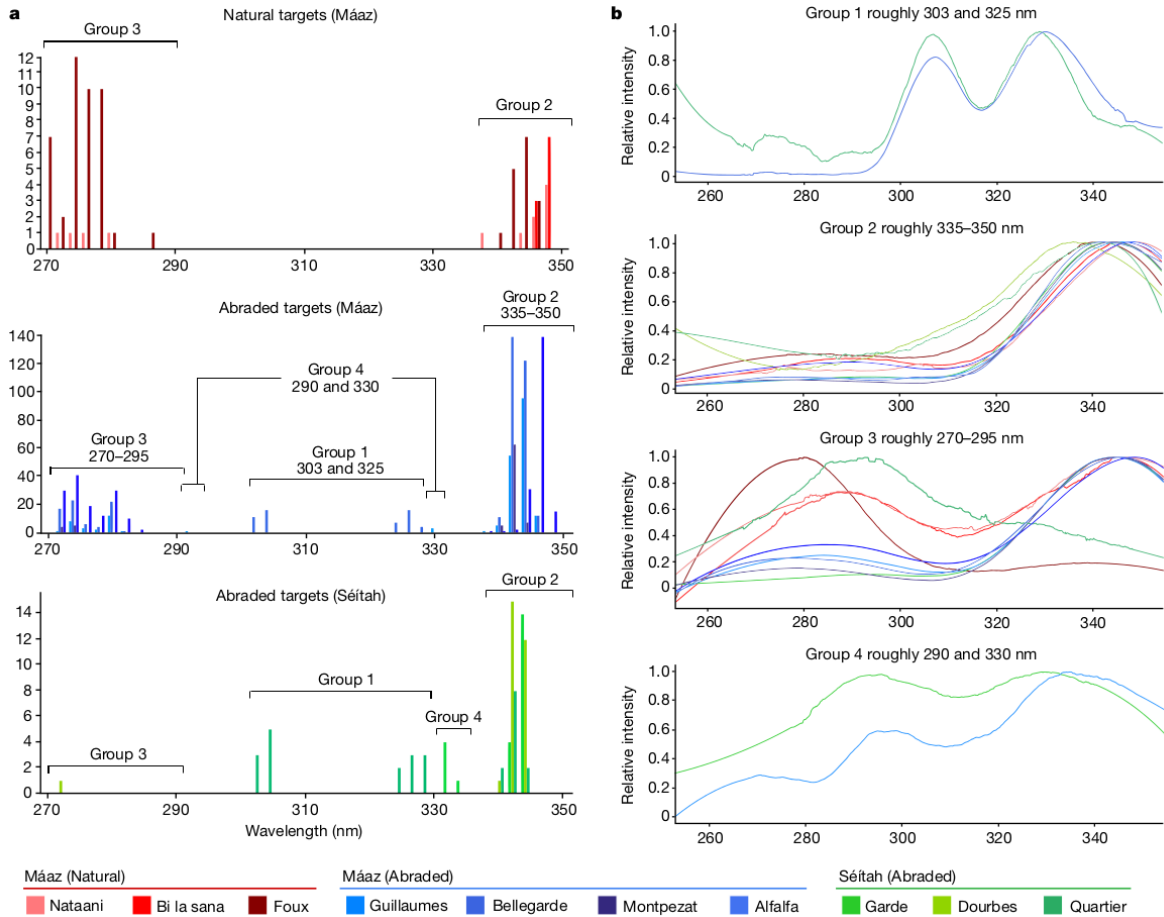 a
Natural targets (Máaz)
Group 3
Group 2
12
11
10
9
8
7
6
5
4
3
2
1
0
270 290 310 330 350
Abraded targets (Máaz)
Group 2
335–350
Group 4
290 and 330
Group 3
270–295
Group 1
303 and 325
140
120
100
80
60
40
20
0
270 290 310 330 350
Abraded targets (Séítah)
Group 2
Group 1
Group 4
Group 3
14
12
10
8
6
4
2
0
270 290 310 330 350
Wavelength (nm)
b
Group 1 roughly 303 and 325 nm
Relative intensity
1.0
0.8
0.6
0.4
0.2
0
260 280 300 320 340
Group 2 roughly 335–350 nm
Relative intensity
1.0
0.8
0.6
0.4
0.2
0
260 280 300 320 340
Group 3 roughly 270–295 nm
Relative intensity
1.0
0.8
0.6
0.4
0.2
0
260 280 300 320 340
Group 4 roughly 290 and 330 nm
Relative intensity
1.0
0.8
0.6
0.4
0.2
0
260 280 300 320 340
Máaz (Natural)
Nataani Bi la sana Foux
Máaz (Abraded)
Guillaumes Bellegarde Montpezat Alfalfa
Séítah (Abraded)
Garde Dourbes Quartier